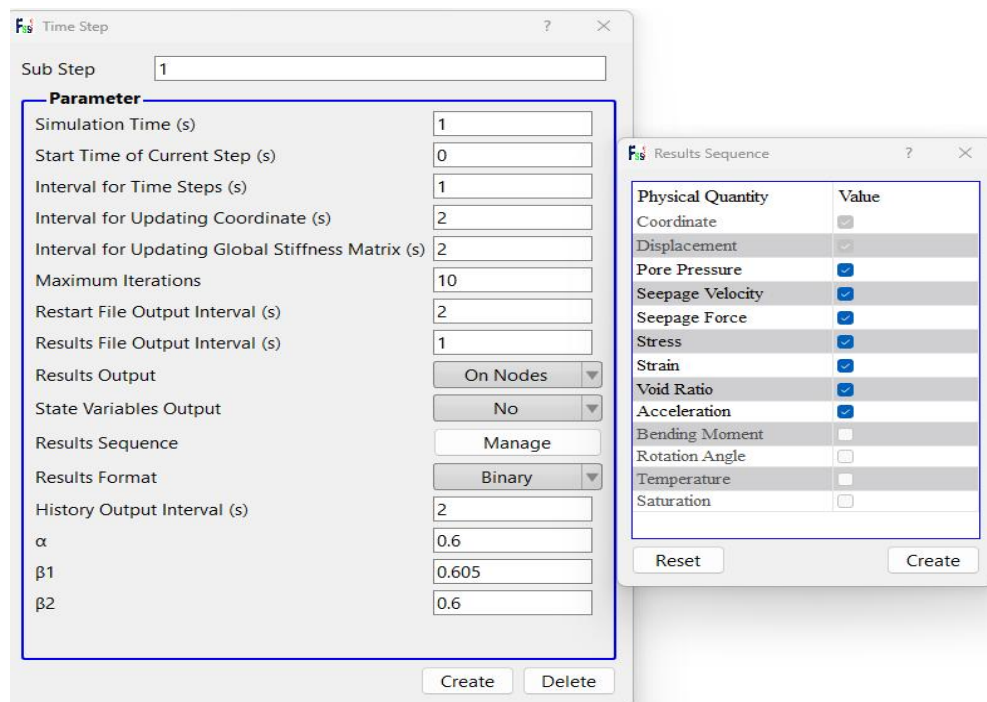 Time Step ? ×
Sub Step 1
Parameter
Simulation Time (s) 1
Start Time of Current Step (s) 0
Interval for Time Steps (s) 1
Interval for Updating Coordinate (s) 2
Interval for Updating Global Stiffness Matrix (s) 2
Maximum Iterations 10
Restart File Output Interval (s) 2
Results File Output Interval (s) 1
Results Output On Nodes
State Variables Output No
Results Sequence Manage
Results Format Binary
History Output Interval (s) 2
α 0.6
β1 0.605
β2 0.6
Create Delete
Results Sequence ? ×
Physical Quantity Value
Coordinate
Displacement
Pore Pressure
Seepage Velocity
Seepage Force
Stress
Strain
Void Ratio
Acceleration
Bending Moment
Rotation Angle
Temperature
Saturation
Reset Create